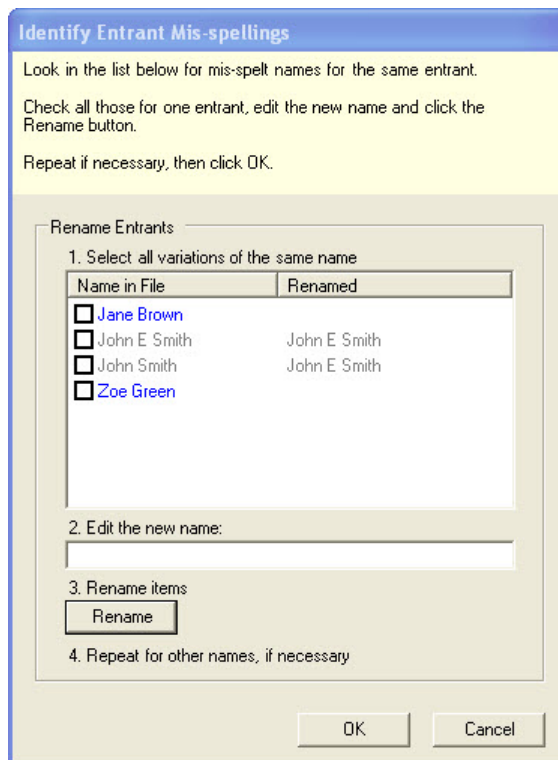 Identify Entrant Mis-spellings
Look in the list below for mis-spelt names for the same entrant.
Check all those for one entrant, edit the new name and click the
Rename button.
Repeat if necessary, then click OK.
Rename Entrants
1. Select all variations of the same name
Name in File Renamed
Jane Brown
John E Smith John E Smith
John Smith John E Smith
Zoe Green
2. Edit the new name:
3. Rename items
Rename
4. Repeat for other names, if necessary
OK Cancel